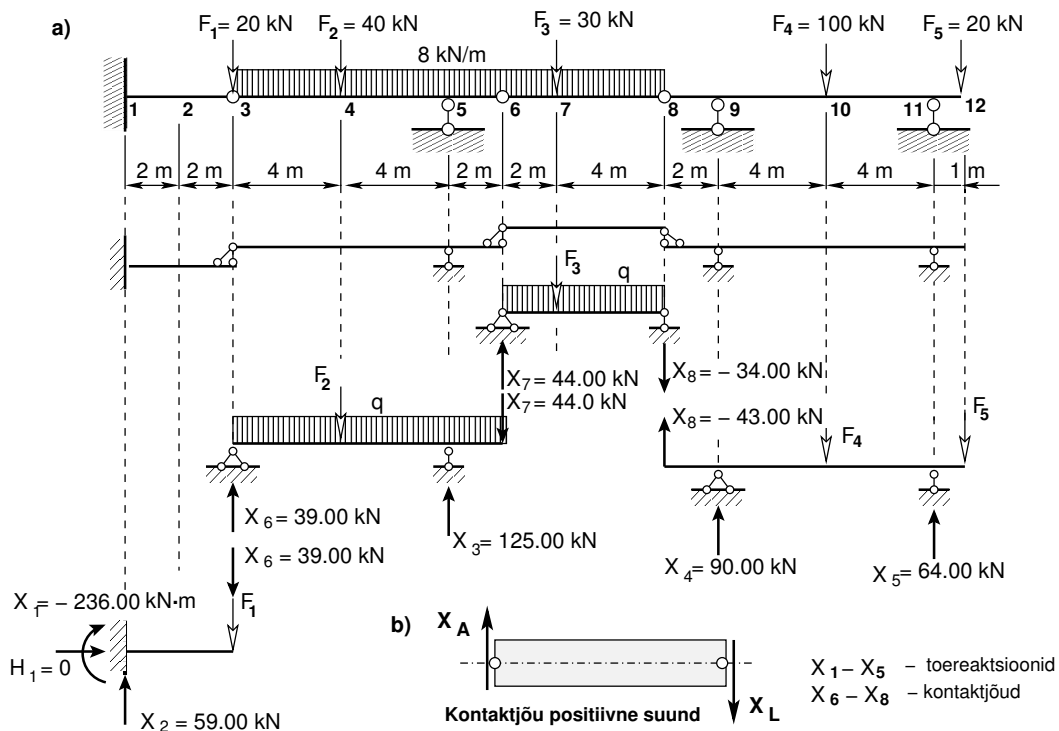 a)
F1= 20 kN
F2= 40 kN
F3= 30 kN
F4= 100 kN
F5= 20 kN
8 kN/m
1 2 3 4 5 6 7 8 9 10 11 12
2 m 2 m 4 m 4 m 2 m 2 m 4 m 2 m 4 m 4 m 1 m
F3
q
X7= 44.00 kN
X8= − 34.00 kN
F2
q
X7= 44.0 kN
X8= − 43.00 kN
F4
F5
X6= 39.00 kN
X3= 125.00 kN
X6= 39.00 kN
X4= 90.00 kN
X5= 64.00 kN
X1= − 236.00 kN·m
F1
H1= 0
X2= 59.00 kN
b)
XA
XL
Kontaktjõu positiivne suund
X1 − X5 − toereaktsioonid
X6 − X8 − kontaktjõud